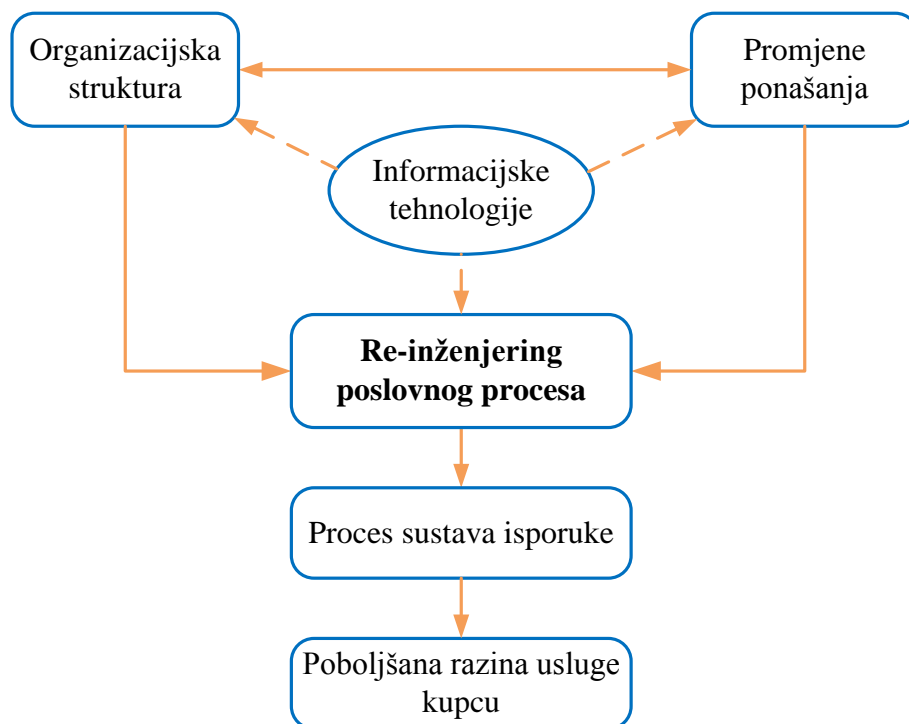 Organizacijska
struktura
Promjene
ponašanja
Informacijske
tehnologije
Re-inženjering
poslovnog procesa
Proces sustava isporuke
Poboljšana razina usluge
kupcu